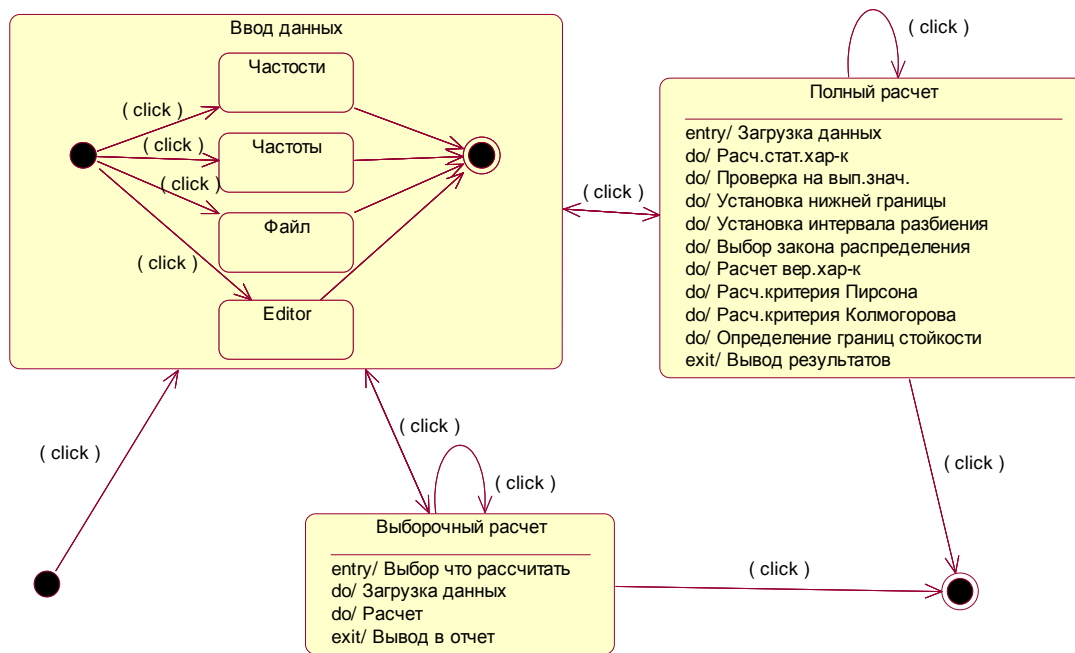 Ввод данных
Частости
( click )
Частоты
( click )
Файл
( click )
Editor
( click )
( click )
Полный расчет
entry/ Загрузка данных
do/ Расч.стат.хар-к
do/ Проверка на вып.знач.
do/ Установка нижней границы
do/ Установка интервала разбиения
do/ Выбор закона распределения
do/ Расчет вер.хар-к
do/ Расч.критерия Пирсона
do/ Расч.критерия Колмогорова
do/ Определение границ стойкости
exit/ Вывод результатов
( click )
( click )
( click )
( click )
( click )
Выборочный расчет
entry/ Выбор что рассчитать
do/ Загрузка данных
do/ Расчет
exit/ Вывод в отчет
( click )
( click )